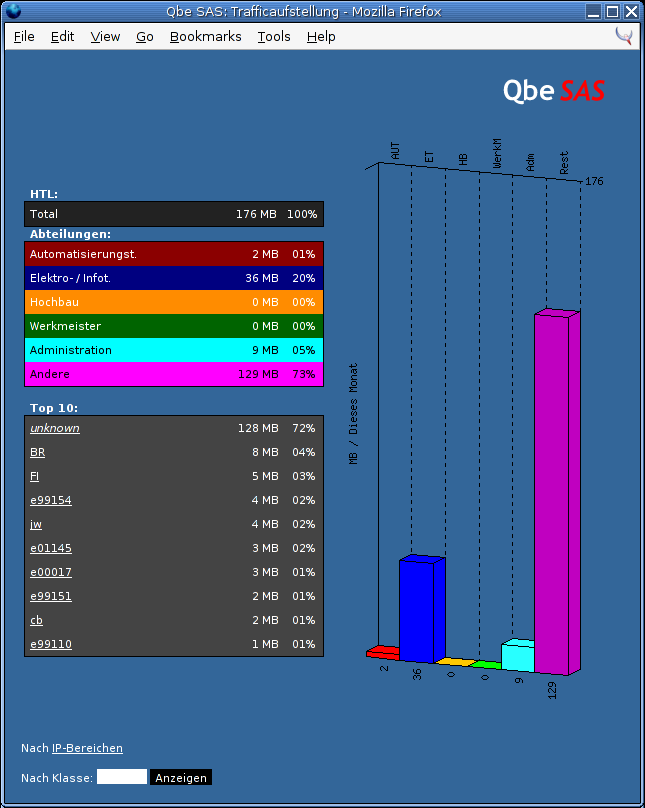 Qbe SAS: Trafficaufstellung - Mozilla Firefox
File Edit View Go Bookmarks Tools Help
Qbe SAS
HTL:
Total 176 MB 100%
Abteilungen:
Automatisierungst. 2 MB 01%
Elektro- / Infot. 36 MB 20%
Hochbau 0 MB 00%
Werkmeister 0 MB 00%
Administration 9 MB 05%
Andere 129 MB 73%
Top 10:
unknown 128 MB 72%
BR 8 MB 04%
FI 5 MB 03%
e99154 4 MB 02%
jw 4 MB 02%
e01145 3 MB 02%
e00017 3 MB 01%
e99151 2 MB 01%
cb 2 MB 01%
e99110 1 MB 01%
AUT ET HB WerkM Adm Rest
176
MB / Dieses Monat
2 36 0 0 9 129
Nach IP-Bereichen
Nach Klasse: Anzeigen